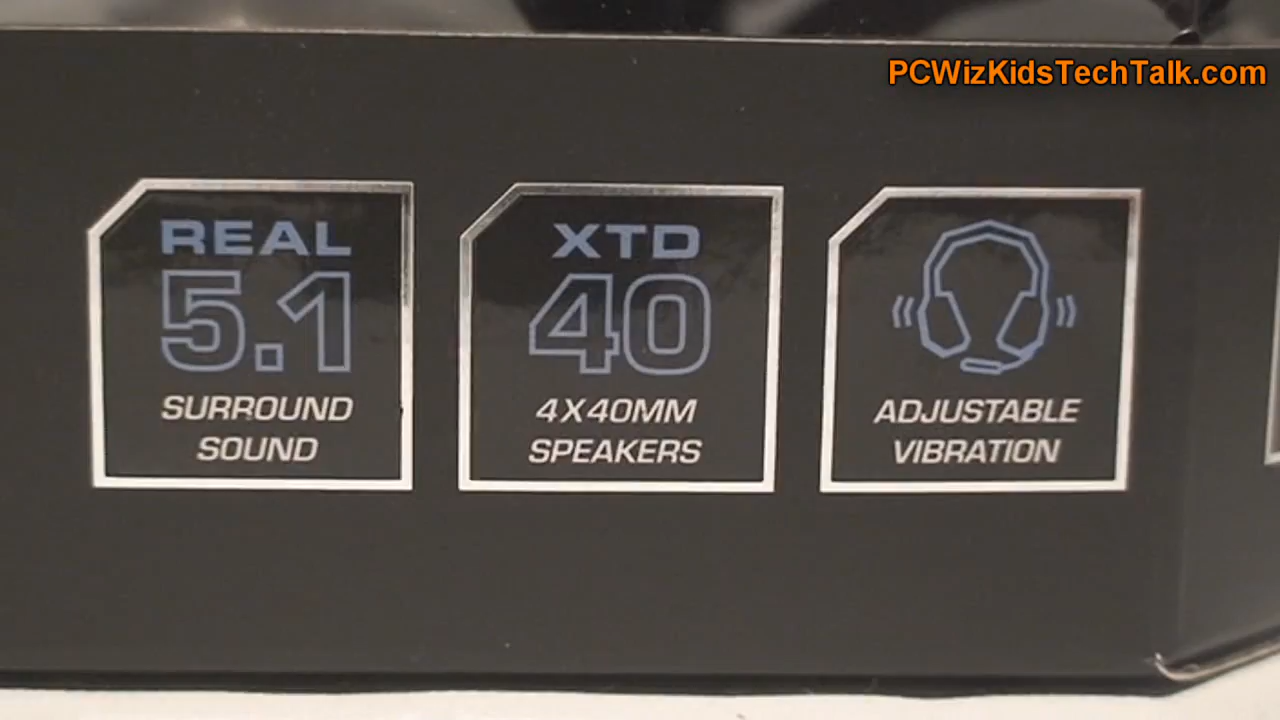 PCWizKidsTechTalk.com
REAL
5.1
SURROUND
SOUND
XTD
40
4X40MM
SPEAKERS
ADJUSTABLE
VIBRATION